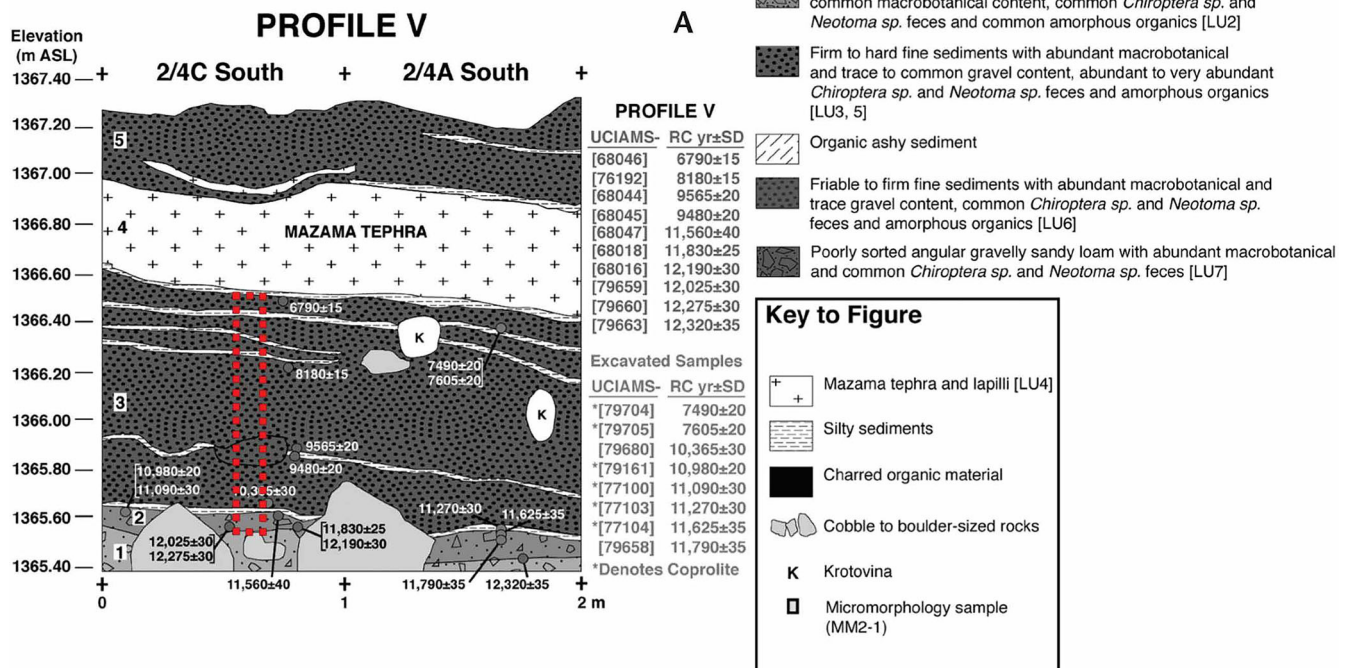 PROFILE V
A
Elevation
(m ASL)
2/4C South
2/4A South
1367.40
1367.20
1367.00
1366.80
1366.60
1366.40
1366.20
1366.00
1365.80
1365.60
1365.40
5
4
MAZAMA TEPHRA
6790±15
K
8180±15
7490±20
7605±20
3
K
9565±20
9480±20
10,980±20
11,090±30
11,270±30
11,625±35
2
11,830±25
12,190±30
12,025±30
12,275±30
1
11,560±40
11,790±35
12,320±35
0
1
2 m
PROFILE V
UCIAMS- RC yr±SD
[68046] 6790±15
[76192] 8180±15
[68044] 9565±20
[68045] 9480±20
[68047] 11,560±40
[68018] 11,830±25
[68016] 12,190±30
[79659] 12,025±30
[79660] 12,275±30
[79663] 12,320±35
Excavated Samples
UCIAMS- RC yr±SD
*[79704] 7490±20
*[79705] 7605±20
[79680] 10,365±30
*[79161] 10,980±20
*[77100] 11,090±30
*[77103] 11,270±30
*[77104] 11,625±35
[79658] 11,790±35
*Denotes Coprolite
common macrobotanical content, common Chiroptera sp. and
Neotoma sp. feces and common amorphous organics [LU2]
Firm to hard fine sediments with abundant macrobotanical
and trace to common gravel content, abundant to very abundant
Chiroptera sp. and Neotoma sp. feces and amorphous organics
[LU3, 5]
Organic ashy sediment
Friable to firm fine sediments with abundant macrobotanical and
trace gravel content, common Chiroptera sp. and Neotoma sp.
feces and amorphous organics [LU6]
Poorly sorted angular gravelly sandy loam with abundant macrobotanical
and common Chiroptera sp. and Neotoma sp. feces [LU7]
Key to Figure
Mazama tephra and lapilli [LU4]
Silty sediments
Charred organic material
Cobble to boulder-sized rocks
K
Krotovina
Micromorphology sample
(MM2-1)